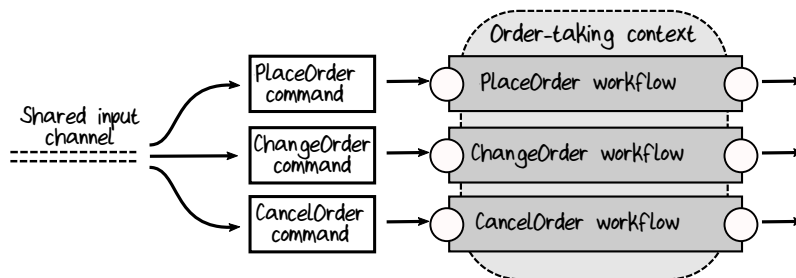 Order-taking context
PlaceOrder
command
PlaceOrder workflow
Shared input
channel
ChangeOrder
command
ChangeOrder workflow
CancelOrder
command
CancelOrder workflow